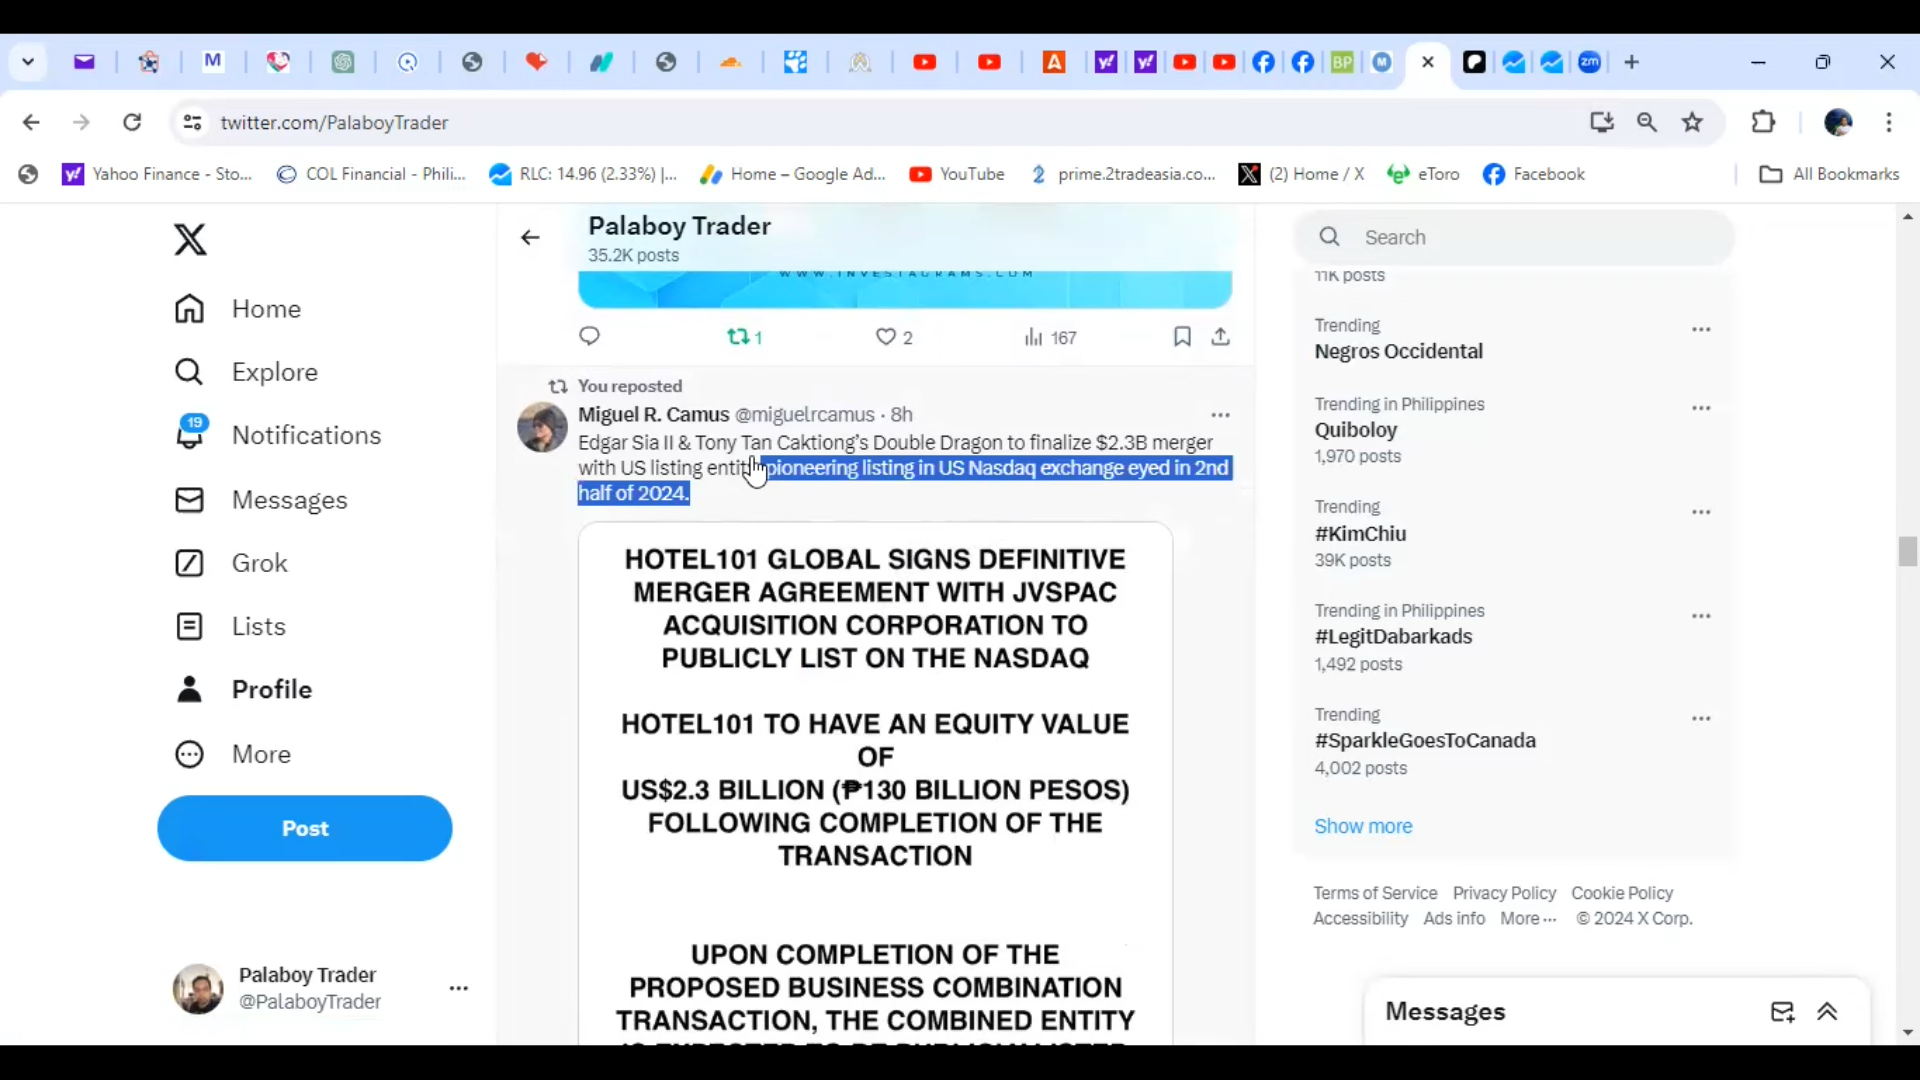 twitter.com/PalaboyTrader
Yahoo Finance - Sto...
COL Financial - Phili...
RLC: 14.96 (2.33%) |...
Home – Google Ad...
YouTube
prime.2tradeasia.co...
(2) Home / X
eToro
Facebook
All Bookmarks
Home
Explore
19
Notifications
Messages
Grok
Lists
Profile
More
Post
Palaboy Trader
@PalaboyTrader
Palaboy Trader
35.2K posts
WWW.INVESTAGRAMS.COM
1
2
167
You reposted
Miguel R. Camus @miguelrcamus · 8h
Edgar Sia II & Tony Tan Caktiong's Double Dragon to finalize $2.3B merger
with US listing entity pioneering listing in US Nasdaq exchange eyed in 2nd
half of 2024.
HOTEL101 GLOBAL SIGNS DEFINITIVE
MERGER AGREEMENT WITH JVSPAC
ACQUISITION CORPORATION TO
PUBLICLY LIST ON THE NASDAQ
HOTEL101 TO HAVE AN EQUITY VALUE
OF
US$2.3 BILLION (₱130 BILLION PESOS)
FOLLOWING COMPLETION OF THE
TRANSACTION
UPON COMPLETION OF THE
PROPOSED BUSINESS COMBINATION
TRANSACTION, THE COMBINED ENTITY
Search
11K posts
Trending
Negros Occidental
Trending in Philippines
Quiboloy
1,970 posts
Trending
#KimChiu
39K posts
Trending in Philippines
#LegitDabarkads
1,492 posts
Trending
#SparkleGoesToCanada
4,002 posts
Show more
Terms of Service Privacy Policy Cookie Policy
Accessibility Ads info More ··· © 2024 X Corp.
Messages